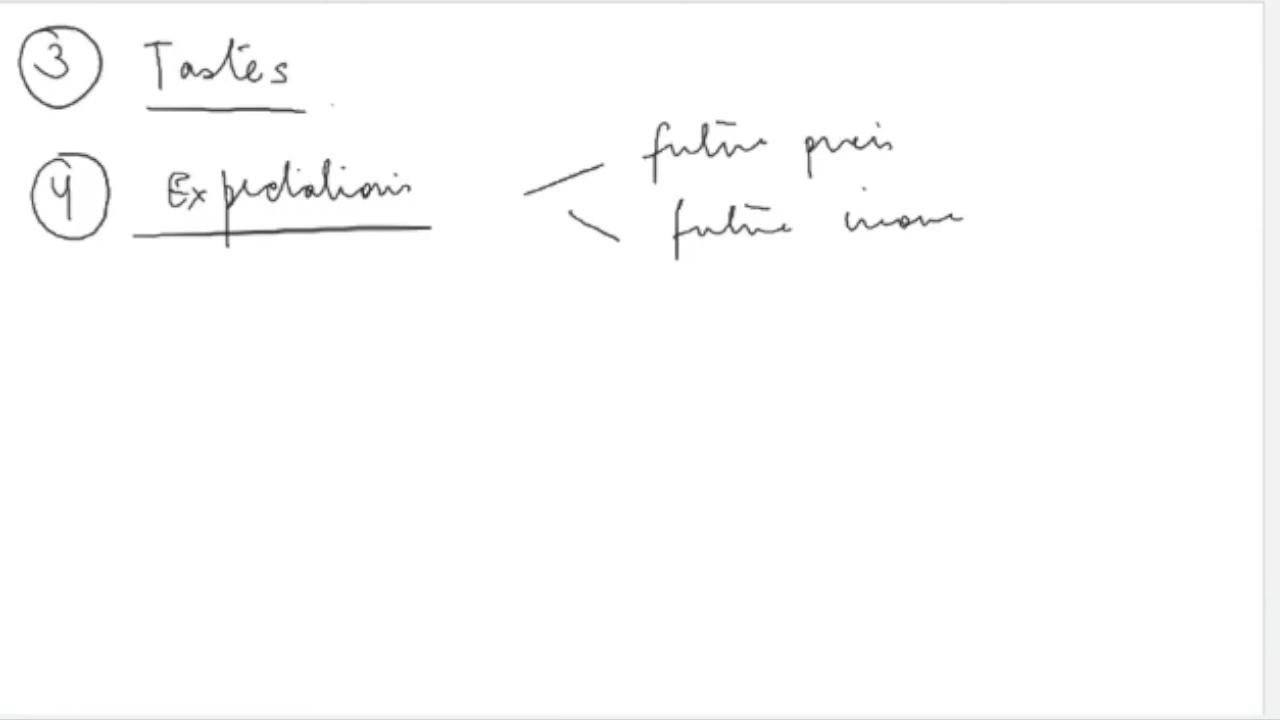 ③ Tastes
④ Expectations
future prices
future income